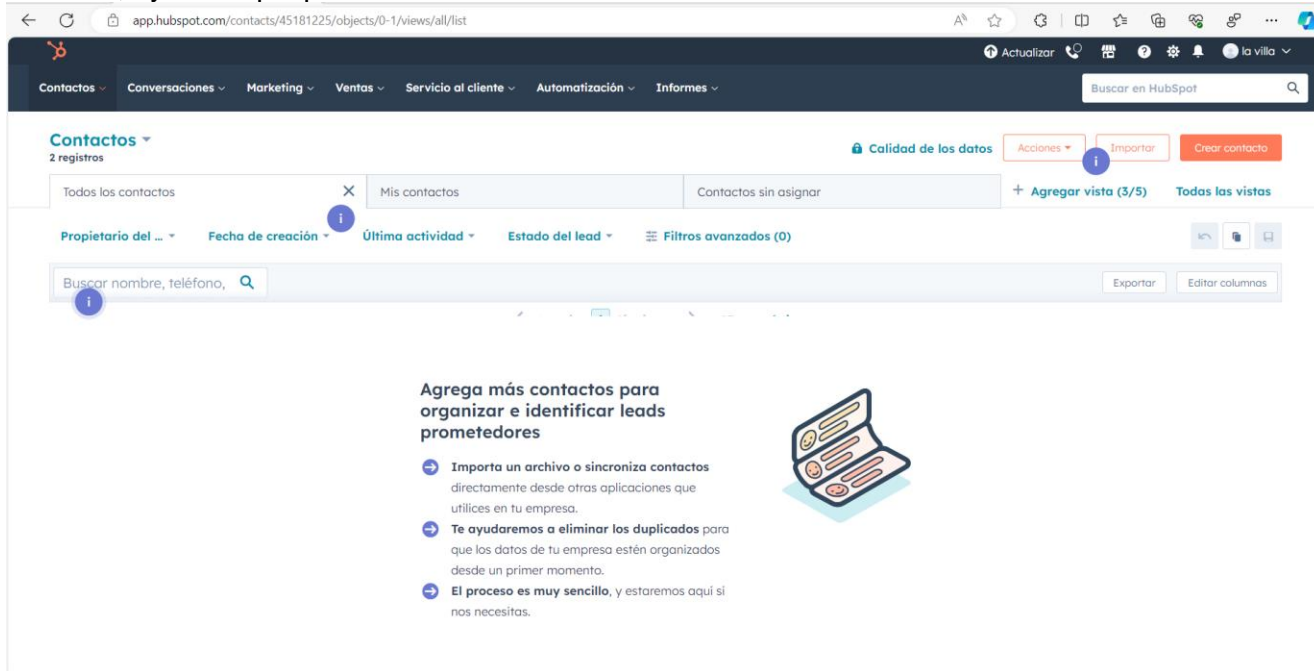 app.hubspot.com/contacts/45181225/objects/0-1/views/all/list
Actualizar
la villa
Contactos Conversaciones Marketing Ventas Servicio al cliente Automatización Informes
Buscar en HubSpot
Contactos
2 registros
Calidad de los datos
Acciones
Importar
Crear contacto
Todos los contactos
Mis contactos
Contactos sin asignar
+ Agregar vista (3/5)
Todas las vistas
Propietario del ...
Fecha de creación
Última actividad
Estado del lead
Filtros avanzados (0)
Buscar nombre, teléfono,
Exportar
Editar columnas
Agrega más contactos para
organizar e identificar leads
prometedores
Importa un archivo o sincroniza contactos
directamente desde otras aplicaciones que
utilices en tu empresa.
Te ayudaremos a eliminar los duplicados para
que los datos de tu empresa estén organizados
desde un primer momento.
El proceso es muy sencillo, y estaremos aquí si
nos necesitas.